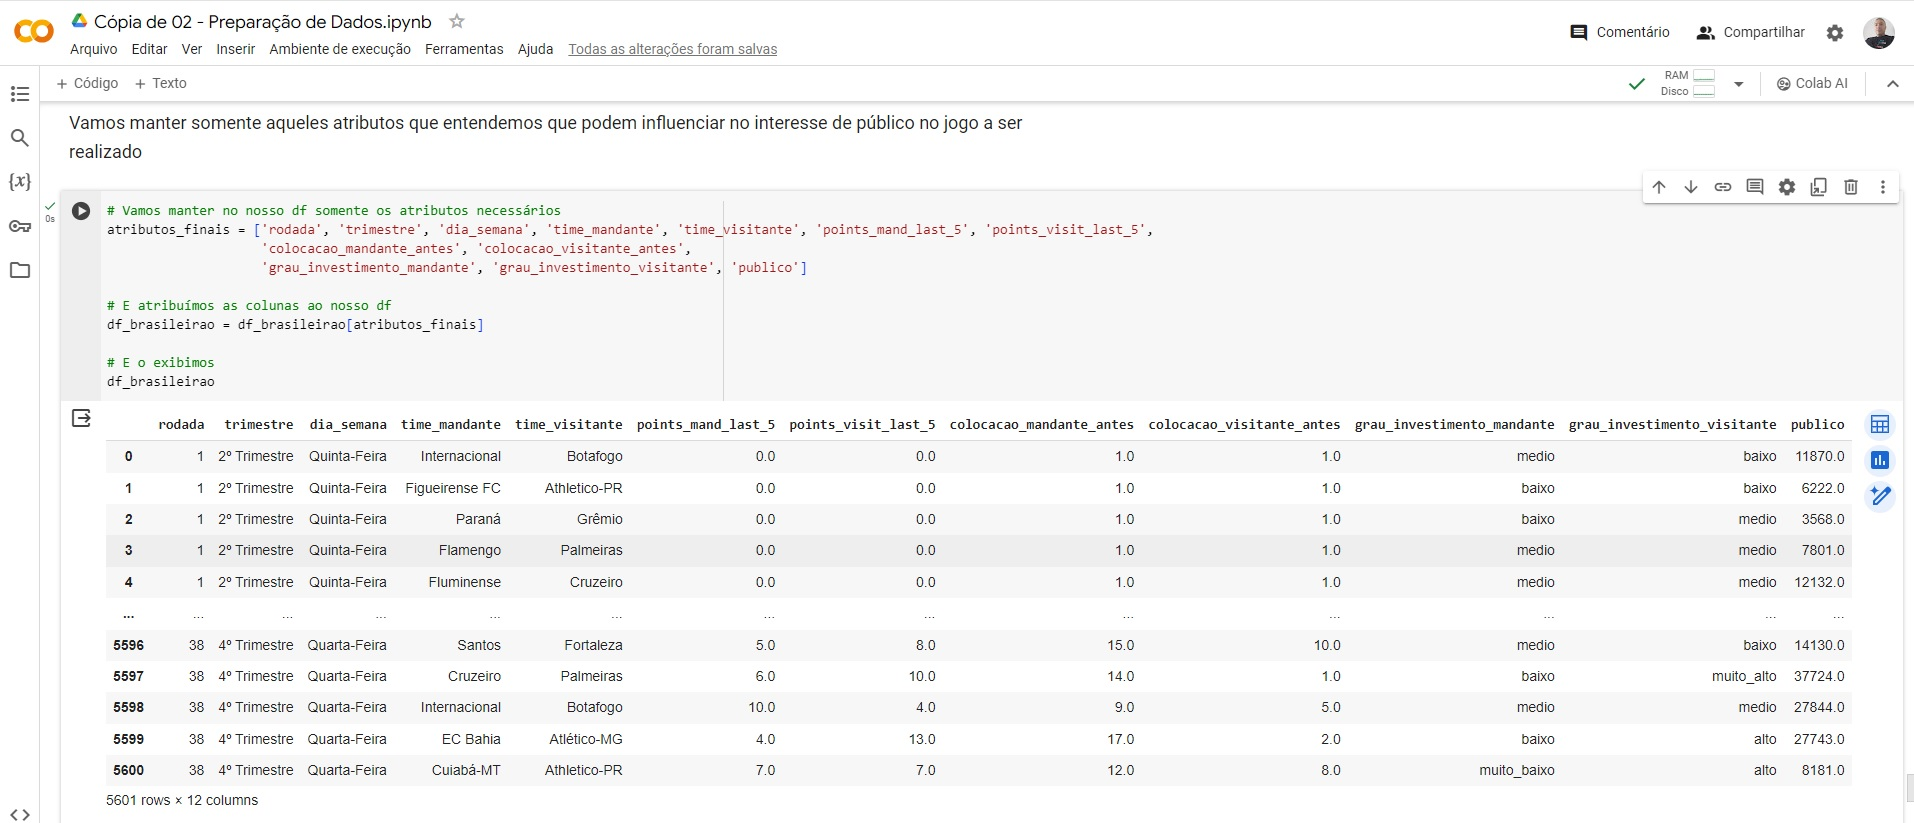 Cópia de 02 - Preparação de Dados.ipynb
Arquivo Editar Ver Inserir Ambiente de execução Ferramentas Ajuda Todas as alterações foram salvas
Comentário Compartilhar
+ Código + Texto
RAM
Disco
Colab AI
Vamos manter somente aqueles atributos que entendemos que podem influenciar no interesse de público no jogo a ser
realizado
{x}
0s
# Vamos manter no nosso df somente os atributos necessários
atributos_finais = ['rodada', 'trimestre', 'dia_semana', 'time_mandante', 'time_visitante', 'points_mand_last_5', 'points_visit_last_5',
'colocacao_mandante_antes', 'colocacao_visitante_antes',
'grau_investimento_mandante', 'grau_investimento_visitante', 'publico']
# E atribuímos as colunas ao nosso df
df_brasileirao = df_brasileirao[atributos_finais]
# E o exibimos
df_brasileirao
rodada trimestre dia_semana time_mandante time_visitante points_mand_last_5 points_visit_last_5 colocacao_mandante_antes colocacao_visitante_antes grau_investimento_mandante grau_investimento_visitante publico
0 1 2º Trimestre Quinta-Feira Internacional Botafogo 0.0 0.0 1.0 1.0 medio baixo 11870.0
1 1 2º Trimestre Quinta-Feira Figueirense FC Athletico-PR 0.0 0.0 1.0 1.0 baixo baixo 6222.0
2 1 2º Trimestre Quinta-Feira Paraná Grêmio 0.0 0.0 1.0 1.0 baixo medio 3568.0
3 1 2º Trimestre Quinta-Feira Flamengo Palmeiras 0.0 0.0 1.0 1.0 medio medio 7801.0
4 1 2º Trimestre Quinta-Feira Fluminense Cruzeiro 0.0 0.0 1.0 1.0 medio medio 12132.0
... ... ... ... ... ... ... ... ... ... ... ... ...
5596 38 4º Trimestre Quarta-Feira Santos Fortaleza 5.0 8.0 15.0 10.0 medio baixo 14130.0
5597 38 4º Trimestre Quarta-Feira Cruzeiro Palmeiras 6.0 10.0 14.0 1.0 baixo muito_alto 37724.0
5598 38 4º Trimestre Quarta-Feira Internacional Botafogo 10.0 4.0 9.0 5.0 medio medio 27844.0
5599 38 4º Trimestre Quarta-Feira EC Bahia Atlético-MG 4.0 13.0 17.0 2.0 baixo alto 27743.0
5600 38 4º Trimestre Quarta-Feira Cuiabá-MT Athletico-PR 7.0 7.0 12.0 8.0 muito_baixo alto 8181.0
5601 rows × 12 columns